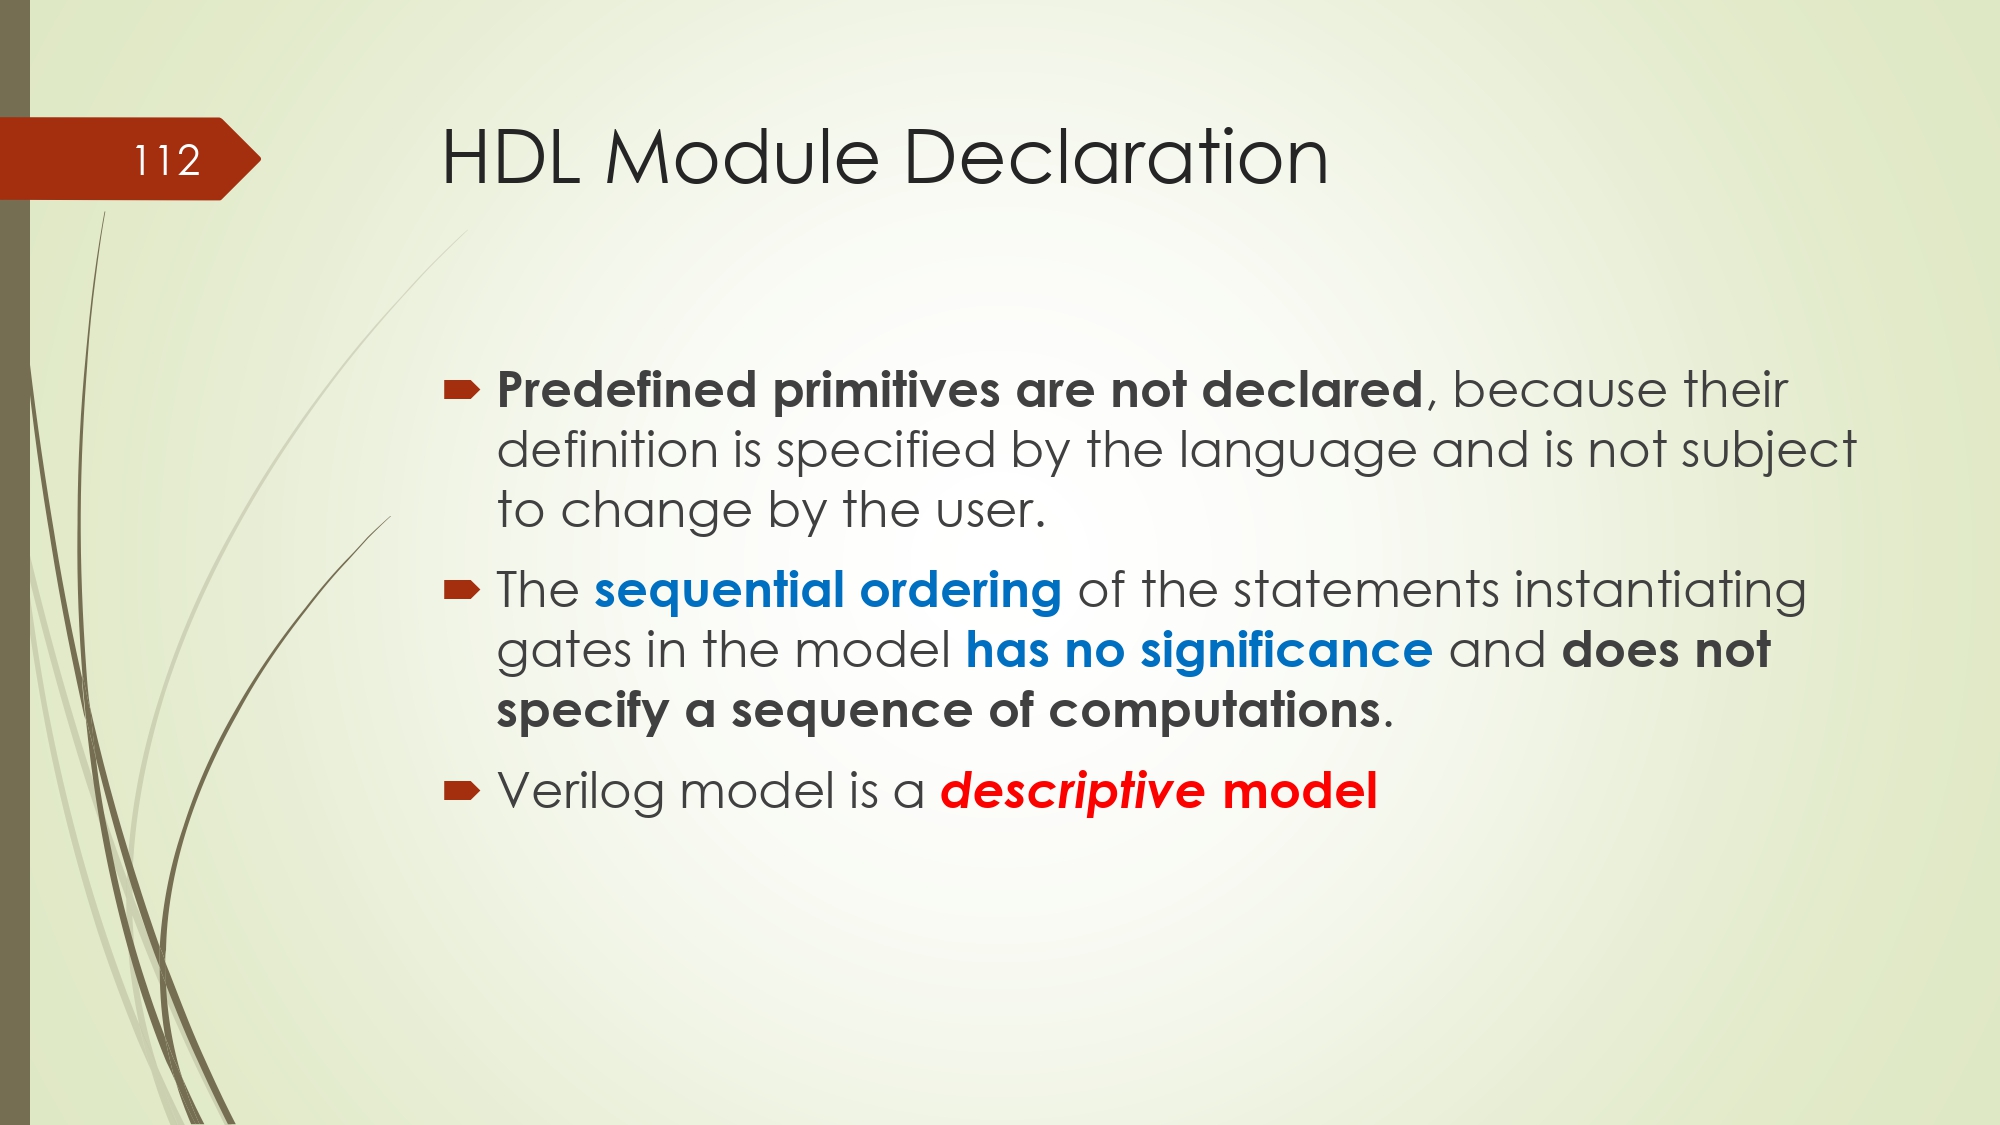 112
HDL Module Declaration
Predefined primitives are not declared, because their
definition is specified by the language and is not subject
to change by the user.
The sequential ordering of the statements instantiating
gates in the model has no significance and does not
specify a sequence of computations.
Verilog model is a descriptive model